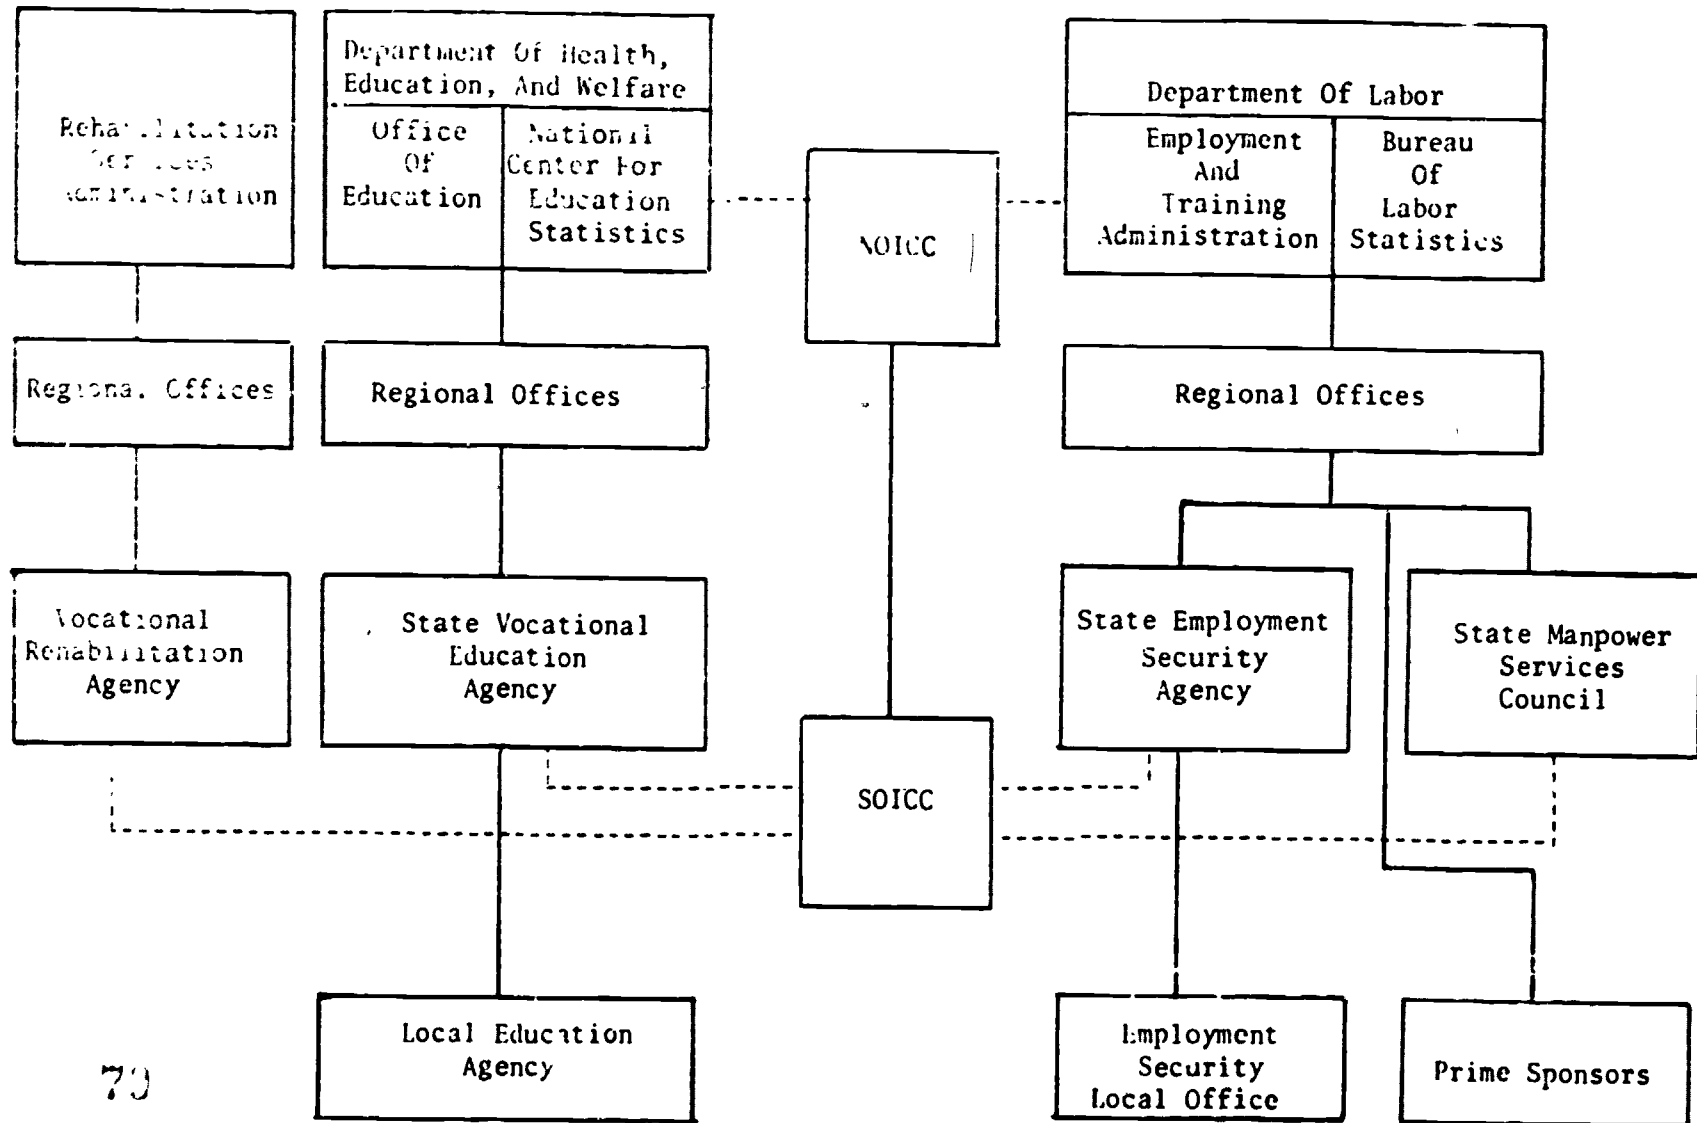 Department Of Health,
Education, And Welfare
Department Of Labor
Rehabilitation
Services
Administration
Office
Of
Education
National
Center For
Education
Statistics
Employment
And
Training
Administration
Bureau
Of
Labor
Statistics
NOICC
Regional Offices
Regional Offices
Regional Offices
Vocational
Rehabilitation
Agency
State Vocational
Education
Agency
State Employment
Security
Agency
State Manpower
Services
Council
SOICC
Local Education
Agency
Employment
Security
Local Office
Prime Sponsors